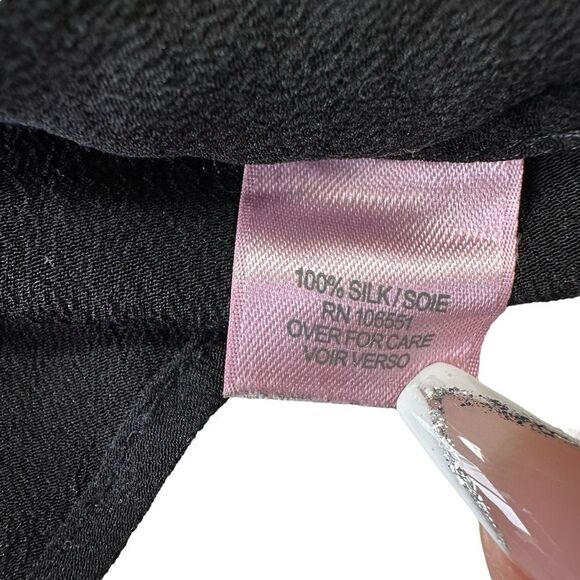 100% SILK/SOIE
RN 106551
OVER FOR CARE
VOIR VERSO